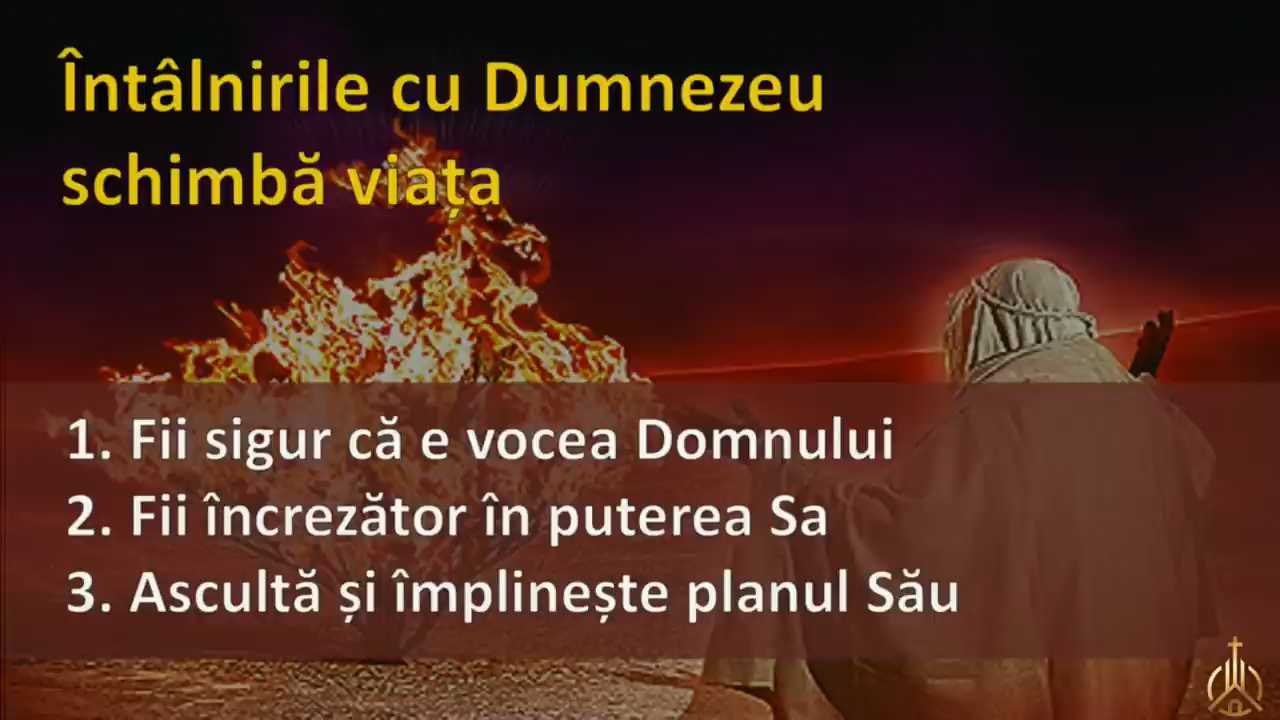 Întâlnirile cu Dumnezeu
schimbă viața
1. Fii sigur că e vocea Domnului
2. Fii încrezător în puterea Sa
3. Ascultă și împlinește planul Său